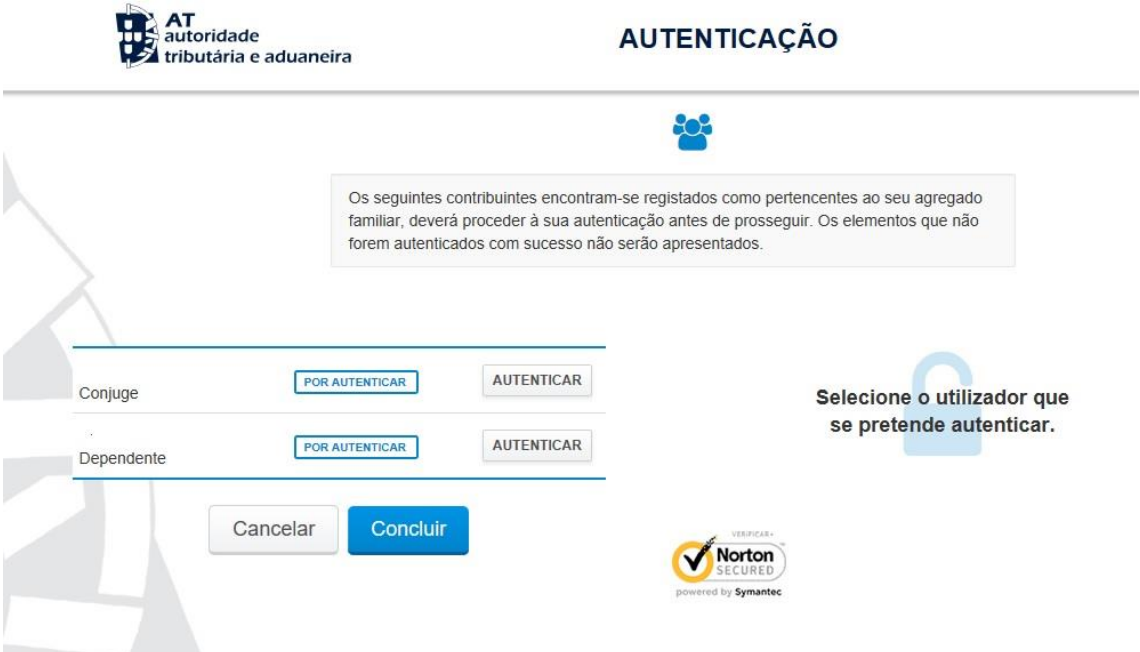 AT
autoridade
tributária e aduaneira
AUTENTICAÇÃO
Os seguintes contribuintes encontram-se registados como pertencentes ao seu agregado
familiar, deverá proceder à sua autenticação antes de prosseguir. Os elementos que não
forem autenticados com sucesso não serão apresentados.
Conjuge
POR AUTENTICAR
AUTENTICAR
Dependente
POR AUTENTICAR
AUTENTICAR
Selecione o utilizador que
se pretende autenticar.
Cancelar
Concluir
VERIFICAR
Norton
SECURED
powered by Symantec